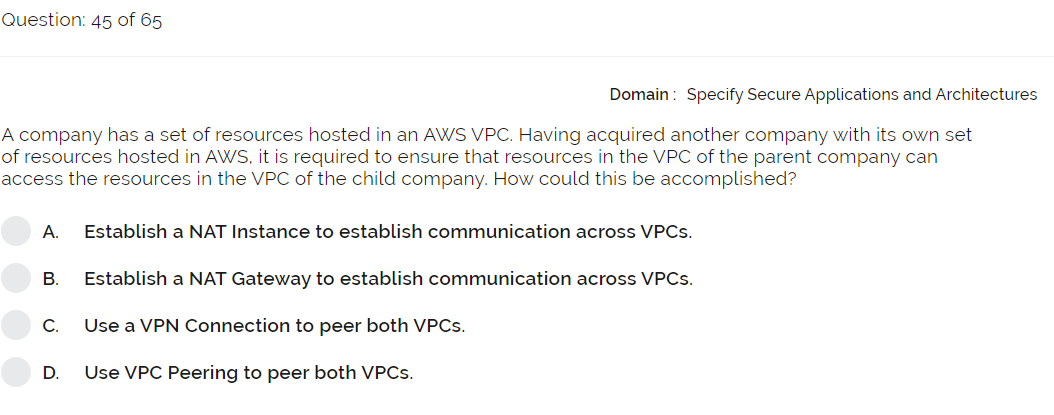 Question: 45 of 65
Domain : Specify Secure Applications and Architectures
A company has a set of resources hosted in an AWS VPC. Having acquired another company with its own set
of resources hosted in AWS, it is required to ensure that resources in the VPC of the parent company can
access the resources in the VPC of the child company. How could this be accomplished?
A. Establish a NAT Instance to establish communication across VPCs.
B. Establish a NAT Gateway to establish communication across VPCs.
C. Use a VPN Connection to peer both VPCs.
D. Use VPC Peering to peer both VPCs.